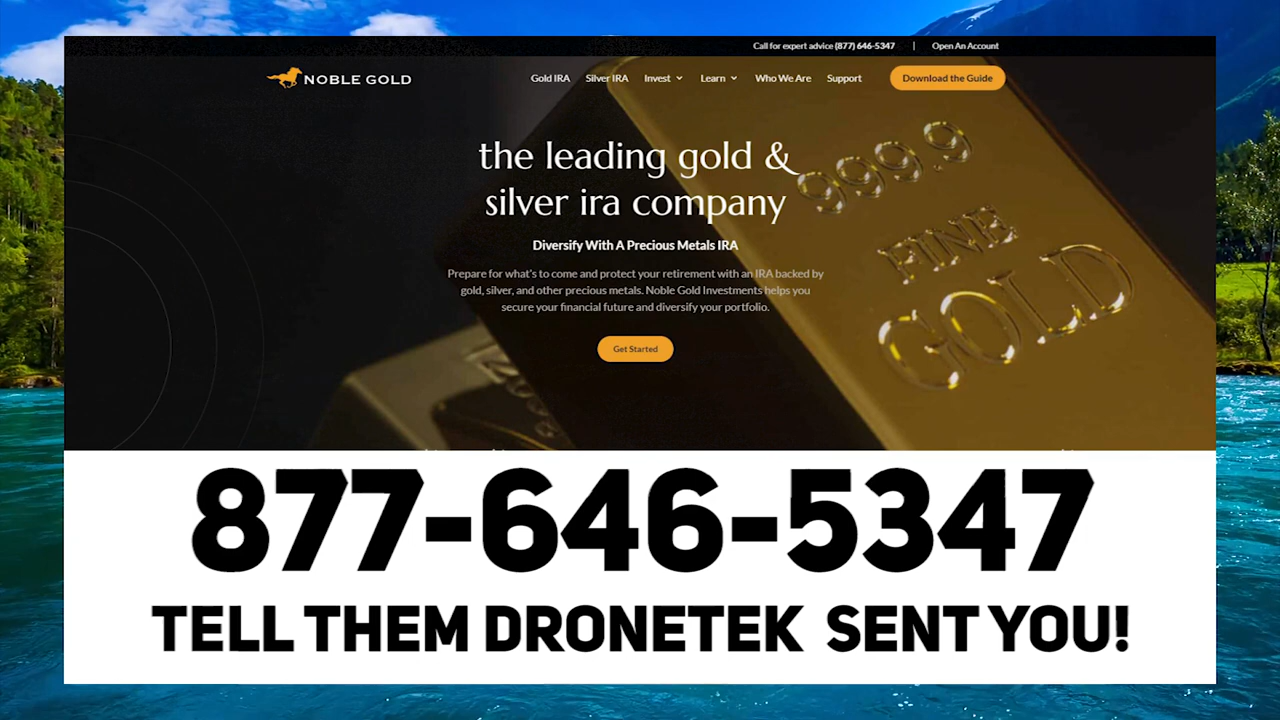 Call for expert advice (877) 646-5347 | Open An Account
NOBLE GOLD Gold IRA Silver IRA Invest Learn Who We Are Support Download the Guide
the leading gold &
silver ira company
Diversify With A Precious Metals IRA
Prepare for what's to come and protect your retirement with an IRA backed by
gold, silver, and other precious metals. Noble Gold Investments helps you
secure your financial future and diversify your portfolio.
Get Started
999.9
FINE
GOLD
877-646-5347
TELL THEM DRONETEK SENT YOU!